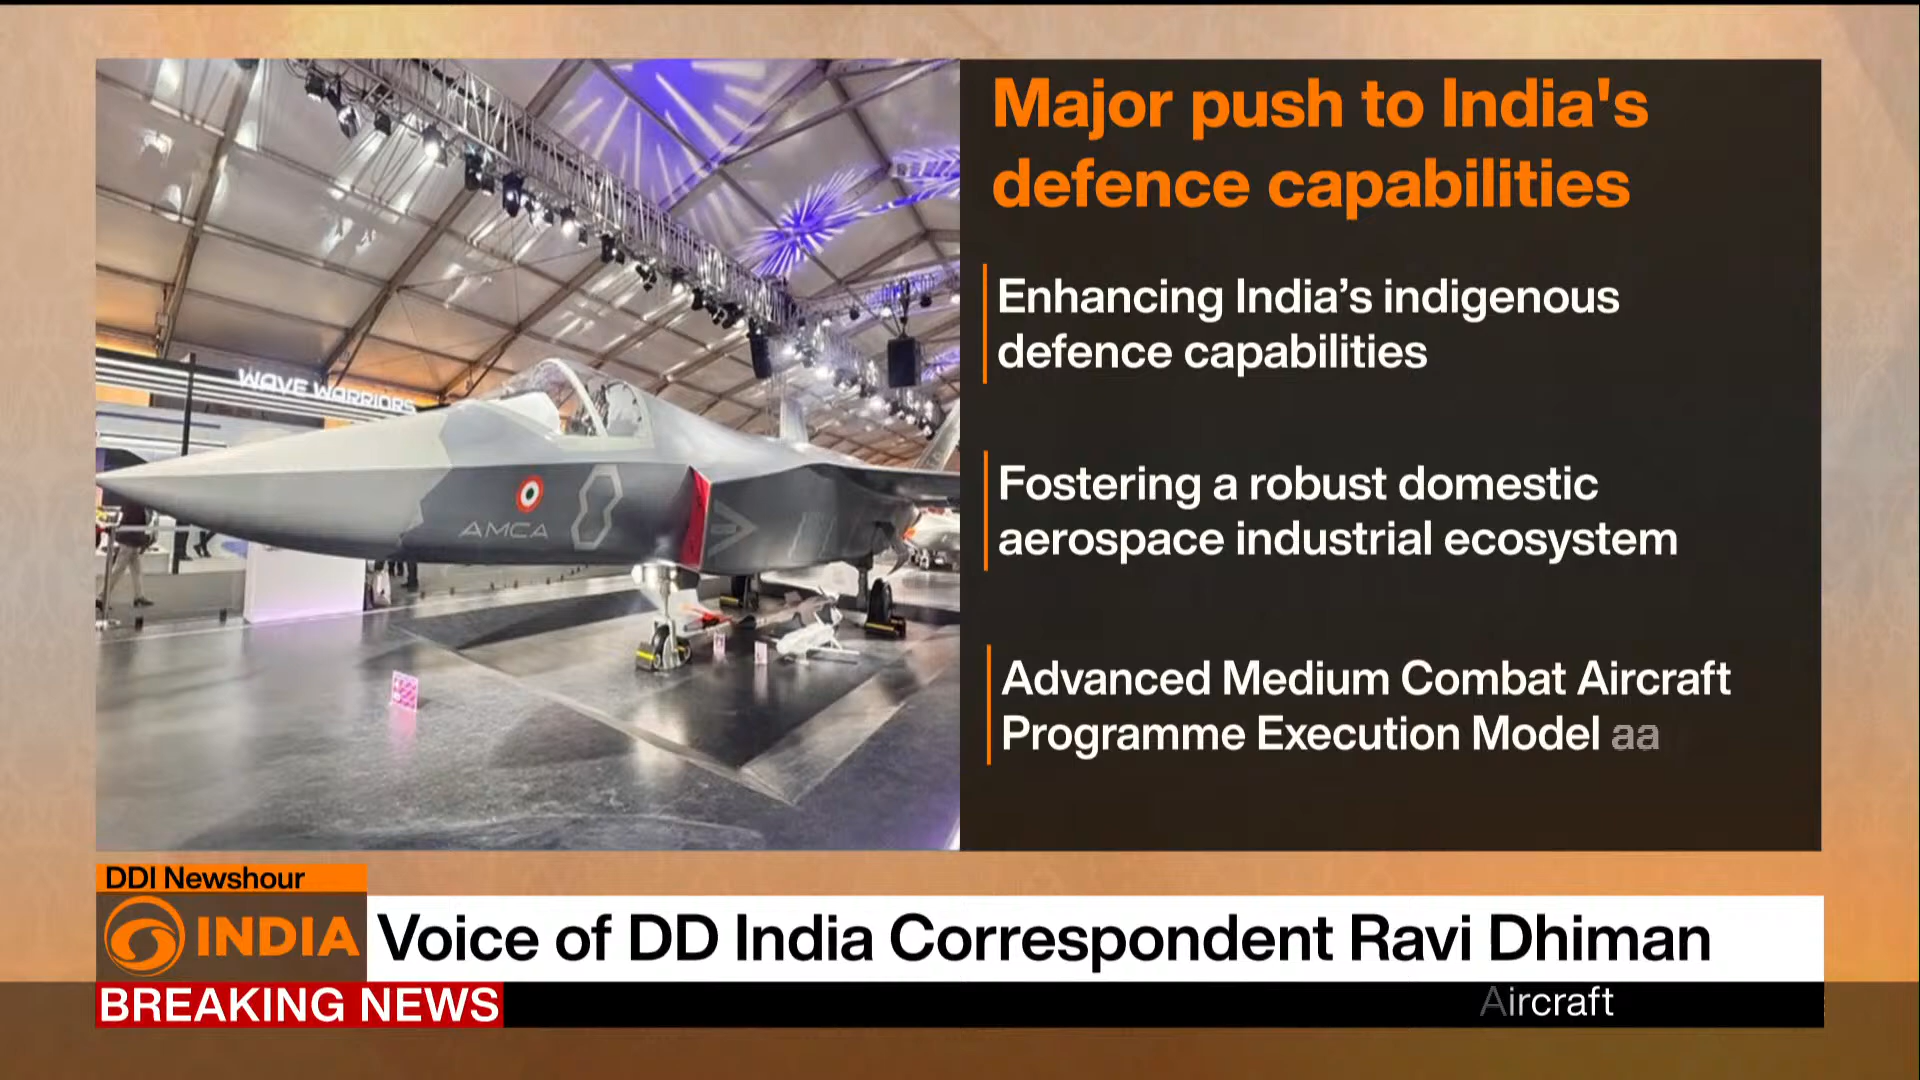 Major push to India's
defence capabilities
Enhancing India’s indigenous
defence capabilities
Fostering a robust domestic
aerospace industrial ecosystem
Advanced Medium Combat Aircraft
Programme Execution Model aa
WAVE WARRIORS
AMCA 8
DDI Newshour
INDIA
Voice of DD India Correspondent Ravi Dhiman
BREAKING NEWS
Aircraft